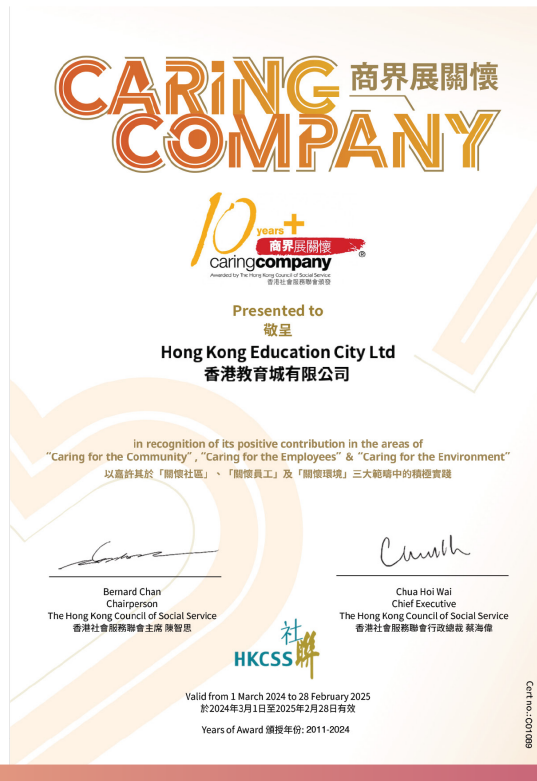 CARiNG 商界展關懷
COMPANY
10 years+
商界展關懷
caringcompany®
Awarded by The Hong Kong Council of Social Service
香港社會服務聯會頒發
Presented to
敬呈
Hong Kong Education City Ltd
香港教育城有限公司
in recognition of its positive contribution in the areas of
"Caring for the Community", "Caring for the Employees" & "Caring for the Environment"
以嘉許其於「關懷社區」、「關懷員工」及「關懷環境」三大範疇中的積極實踐
Bernard Chan
Chairperson
The Hong Kong Council of Social Service
香港社會服務聯會主席 陳智思
Chua Hoi Wai
Chief Executive
The Hong Kong Council of Social Service
香港社會服務聯會行政總裁 蔡海偉
社聯
HKCSS
Valid from 1 March 2024 to 28 February 2025
於2024年3月1日至2025年2月28日有效
Years of Award 頒授年份: 2011-2024
Cert no.: C01089